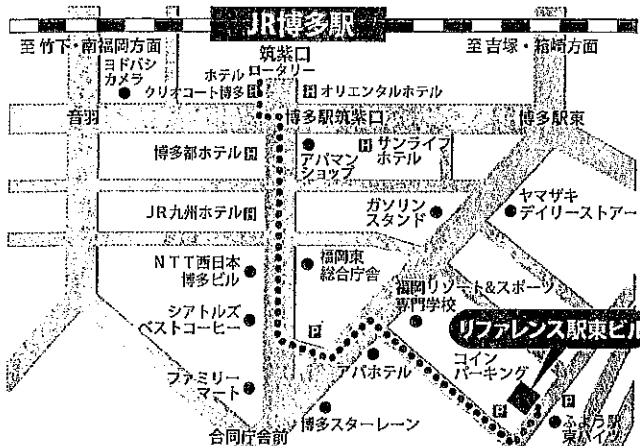 JR博多駅
至 竹下・南福岡方面
筑紫口
ロータリー
至 吉塚・箱崎方面
ヨドバシ
カメラ
ホテル
クリオコート博多 H
H オリエンタルホテル
音羽
博多駅筑紫口
博多駅東
博多都ホテル H
アパマン
ショップ
H サンライフ
ホテル
JR九州ホテル H
ガソリン
スタンド
ヤマザキ
デイリーストアー
NTT西日本
博多ビル
福岡東
総合庁舎
福岡リゾート&スポーツ
専門学校
シアトルズ
ベストコーヒー
P
リファレンス駅東ビル
アパホテル
コイン
パーキング
ファミリー
マート
P
P
博多スターレーン
ふよう駅
東ハイツ
合同庁舎前